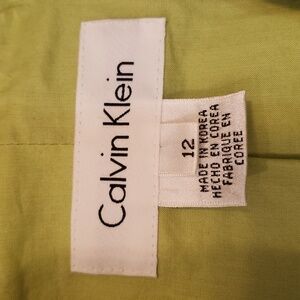 Calvin Klein
12
MADE IN KOREA
HECHO EN COREA
FABRIQUE EN
COREE